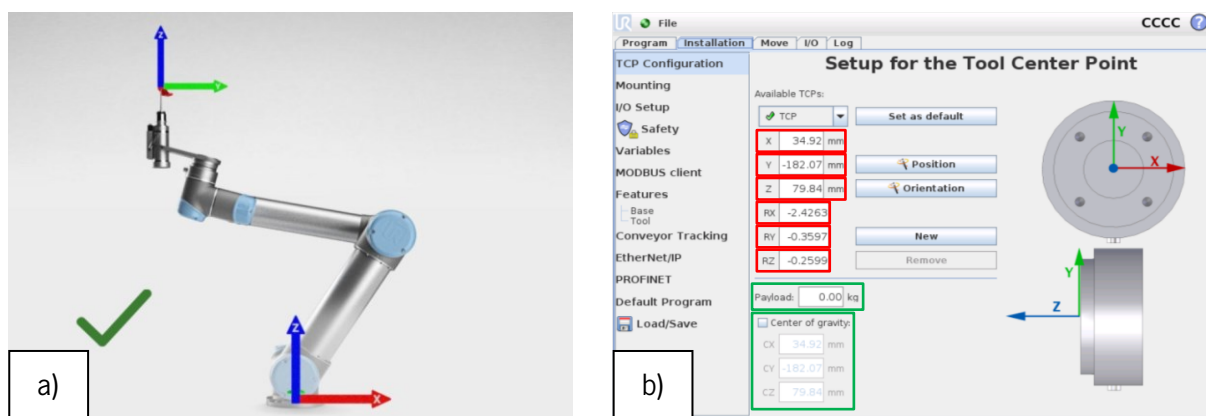 Z
Y
Z
X
a)
UR File CCCC ?
Program Installation Move I/O Log
TCP Configuration
Mounting
I/O Setup
Safety
Variables
MODBUS client
Features
Base
Tool
Conveyor Tracking
EtherNet/IP
PROFINET
Default Program
Load/Save
Setup for the Tool Center Point
Available TCPs:
TCP Set as default
X 34.92 mm
Y -182.07 mm Position
Z 79.84 mm Orientation
RX -2.4263
RY -0.3597 New
RZ -0.2599 Remove
Payload: 0.00 kg
Center of gravity:
CX 34.92 mm
CY -182.07 mm
CZ 79.84 mm
Y
X
Y
Z
b)